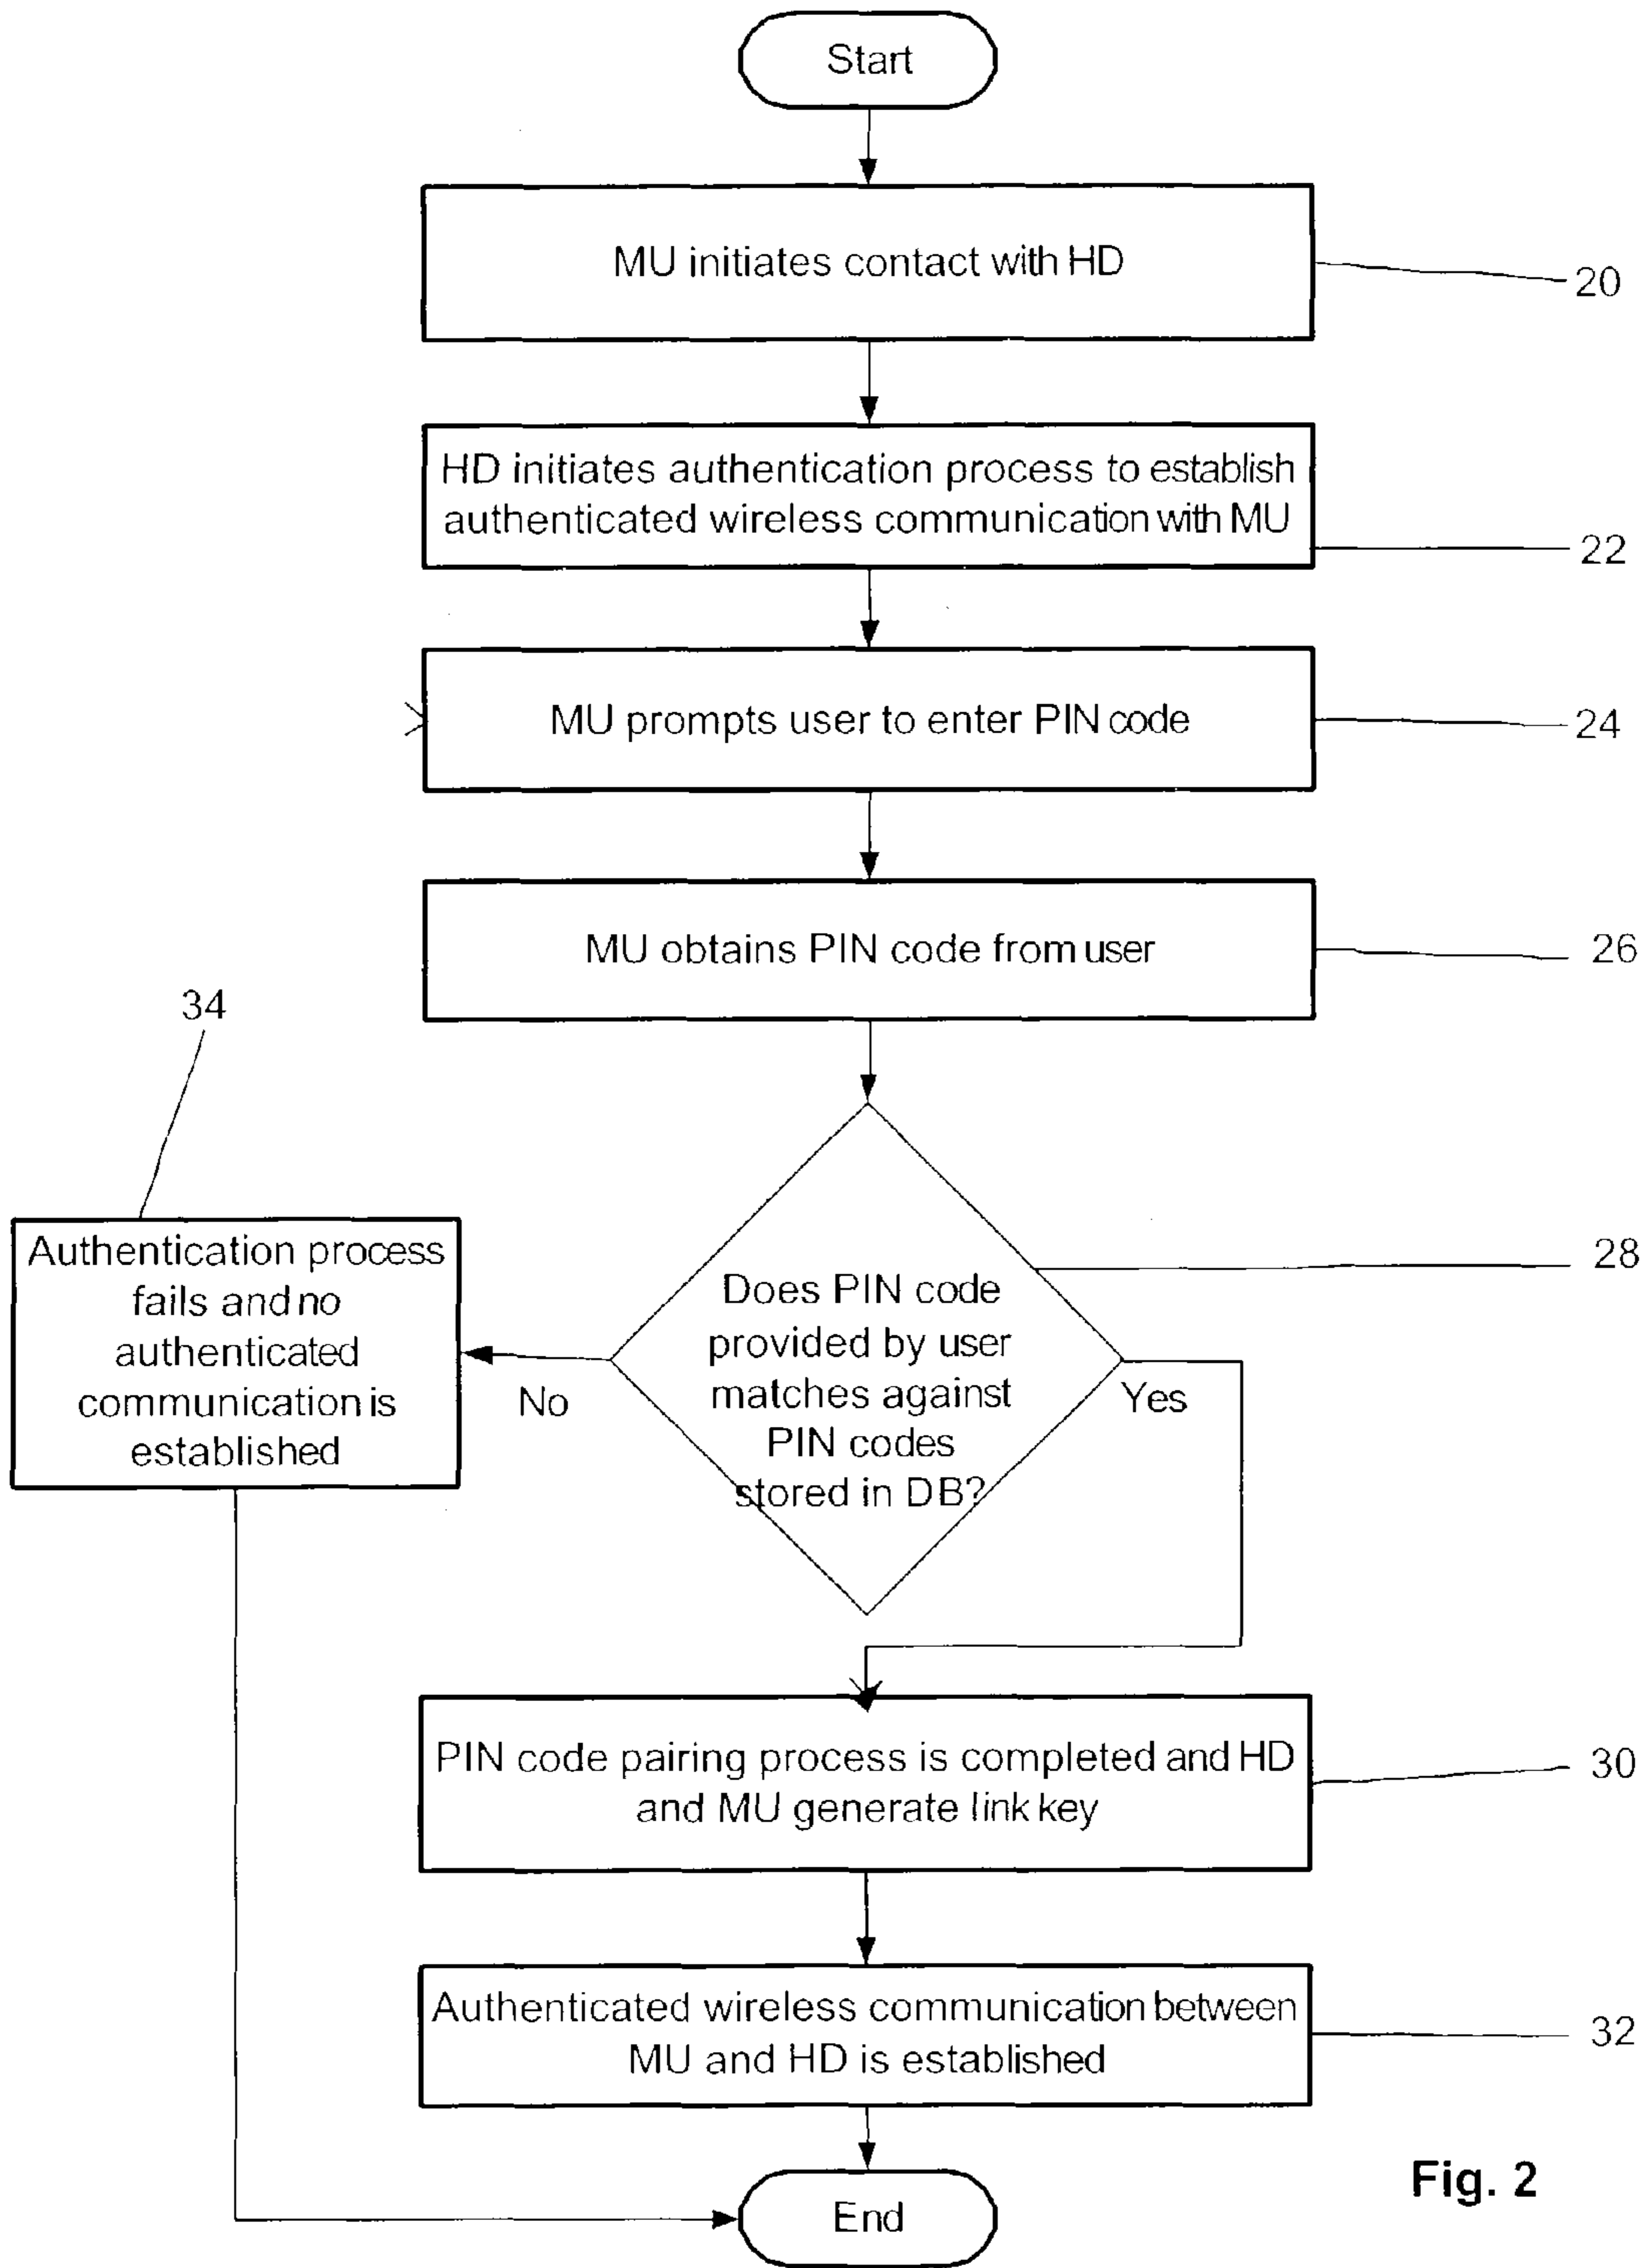 Start
MU initiates contact with HD
20
HD initiates authentication process to establish
authenticated wireless communication with MU
22
MU prompts user to enter PIN code
24
MU obtains PIN code from user
26
34
Authentication process
fails and no
authenticated
communication is
established
No
Does PIN code
provided by user
matches against
PIN codes
stored in DB?
28
Yes
PIN code pairing process is completed and HD
and MU generate link key
30
Authenticated wireless communication between
MU and HD is established
32
End
Fig. 2